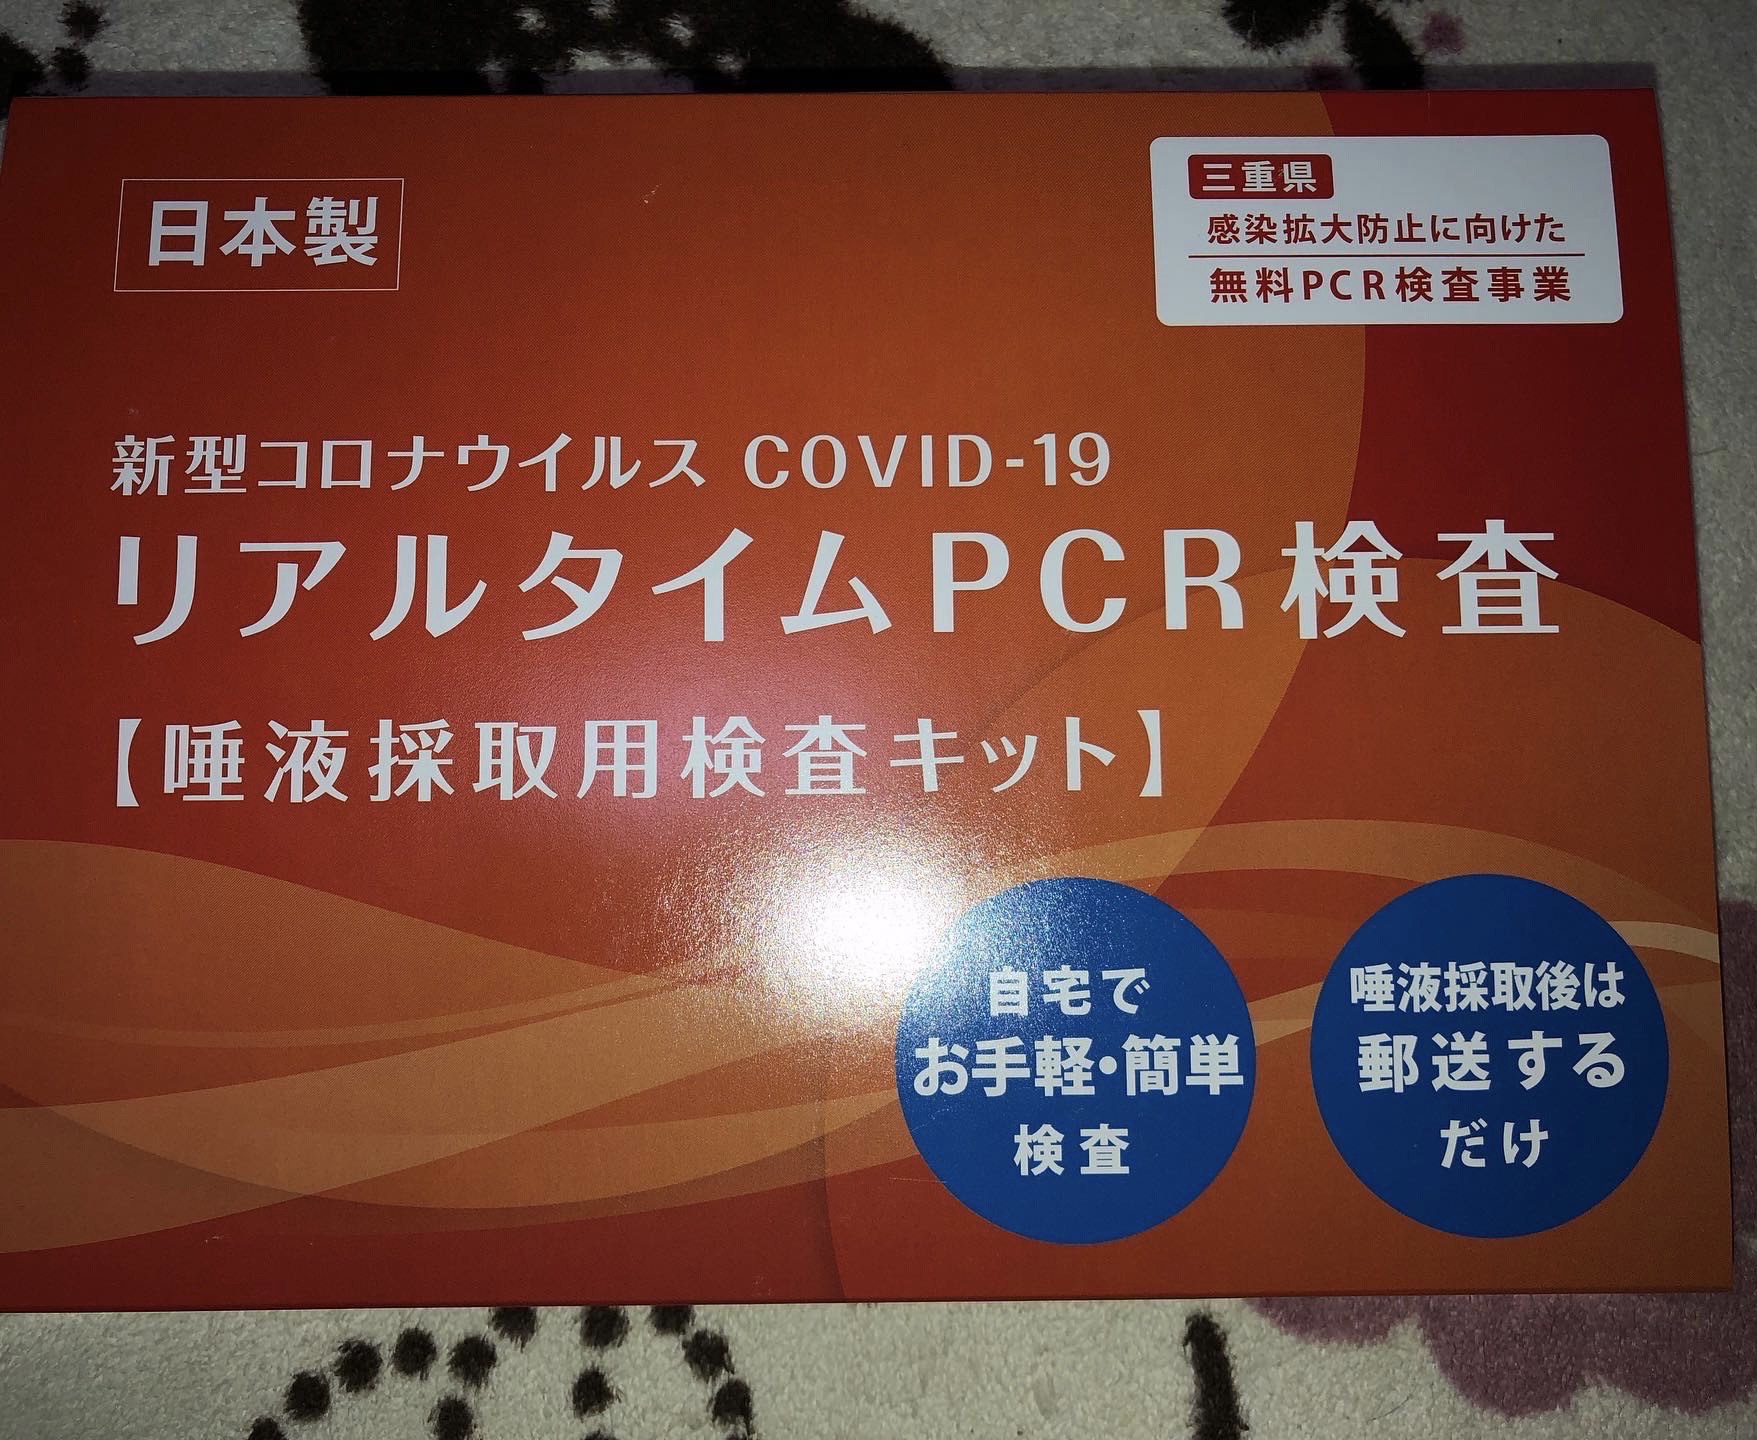 日本製
三重県
感染拡大防止に向けた
無料PCR検査事業
新型コロナウイルス COVID-19
リアルタイムPCR検査
【唾液採取用検査キット】
自宅で
お手軽・簡単
検査
唾液採取後は
郵送する
だけ